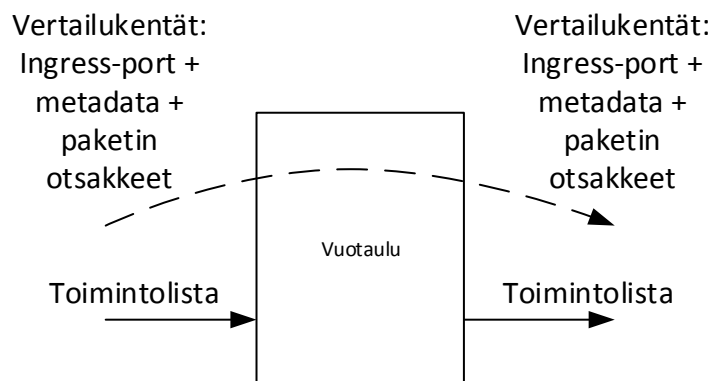 Vertailukentät:
Ingress-port +
metadata +
paketin
otsakkeet
Vertailukentät:
Ingress-port +
metadata +
paketin
otsakkeet
Vuotaulu
Toimintolista
Toimintolista